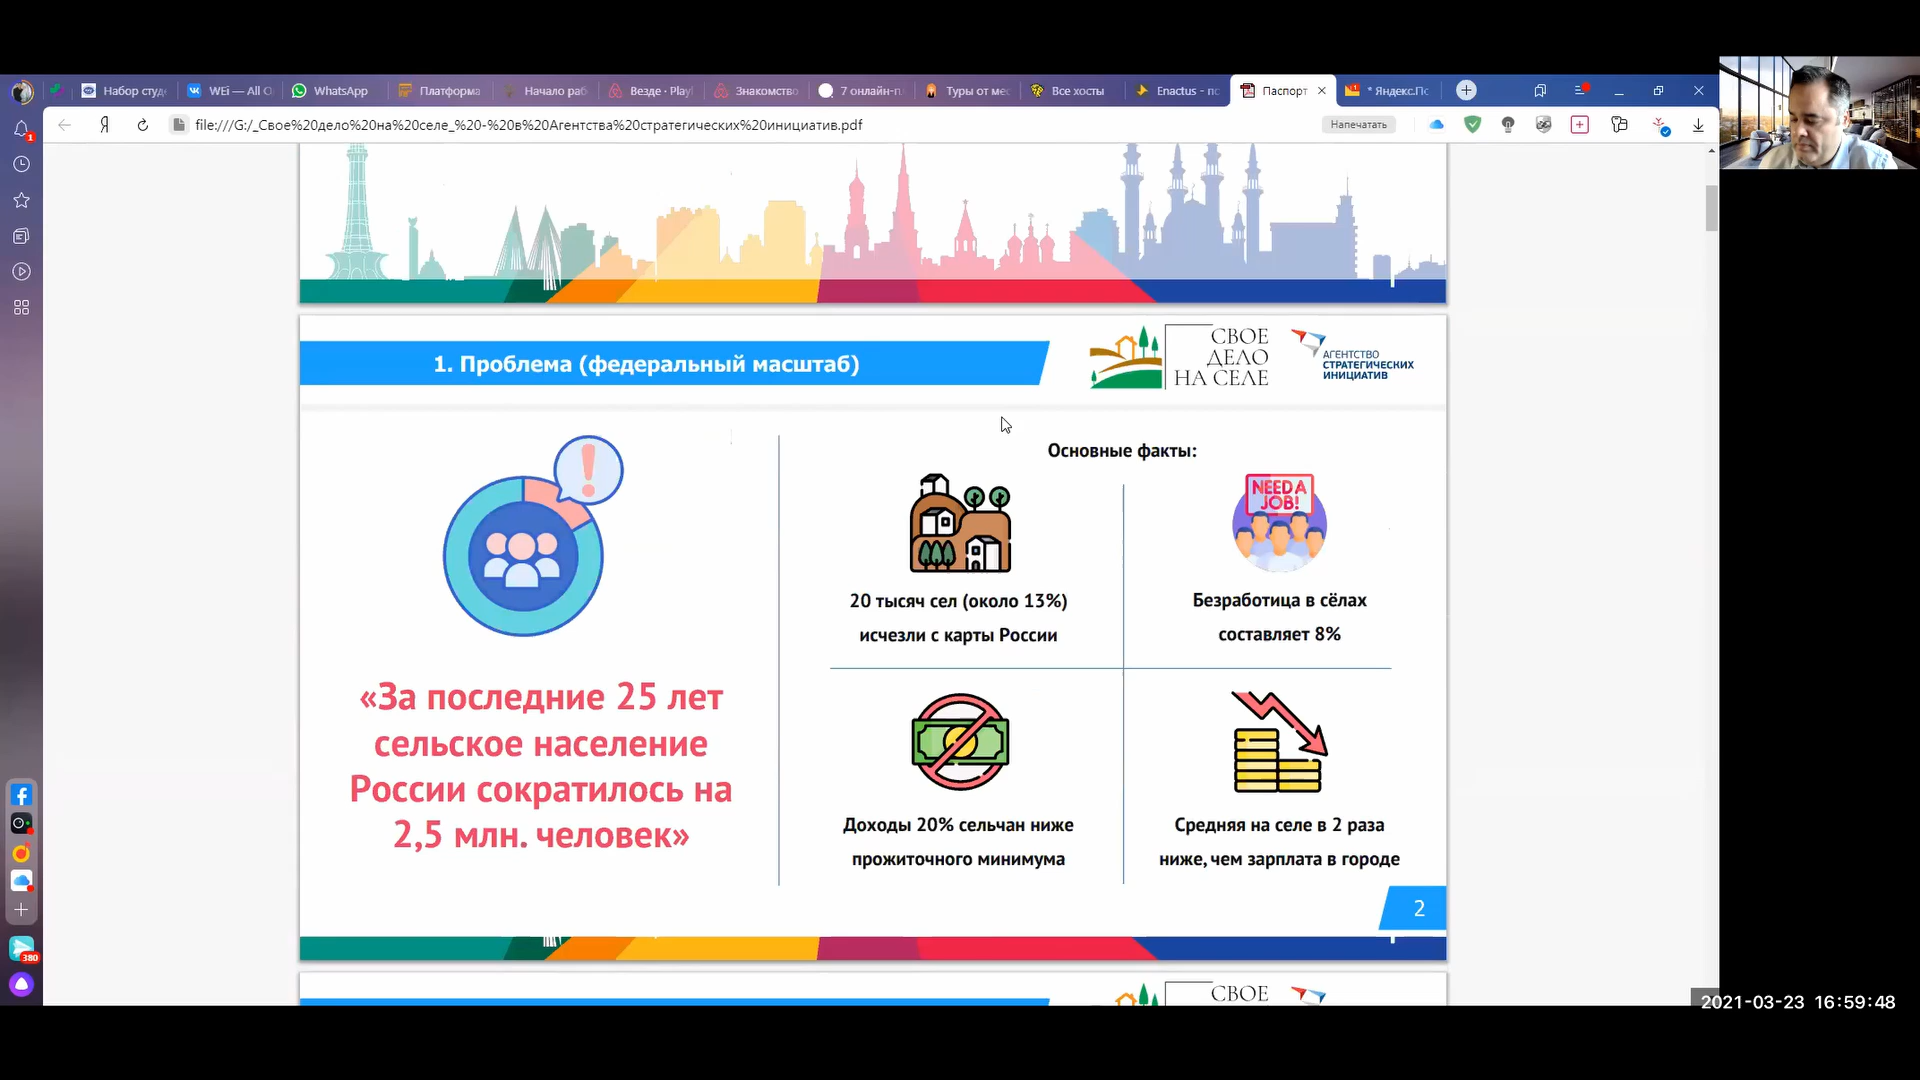 Набор студ
WEi — All O
WhatsApp
Платформа
Начало раб
Везде · Play
Знакомство
7 онлайн-п
Туры от ме
Все хосты
Enactus - пс
Паспорт
* Яндекс.Пс
Я
file:///G:/_Свое%20дело%20на%20селе_%20-%20в%20Агентства%20стратегических%20инициатив.pdf
Напечатать
1
1. Проблема (федеральный масштаб)
СВОЕ
ДЕЛО
НА СЕЛЕ
АГЕНТСТВО
СТРАТЕГИЧЕСКИХ
ИНИЦИАТИВ
Основные факты:
NEED A
JOB!
20 тысяч сел (около 13%)
исчезли с карты России
Безработица в сёлах
составляет 8%
«За последние 25 лет
сельское население
России сократилось на
2,5 млн. человек»
Доходы 20% сельчан ниже
прожиточного минимума
Средняя на селе в 2 раза
ниже, чем зарплата в городе
2
380
СВОЕ
2021-03-23 16:59:48